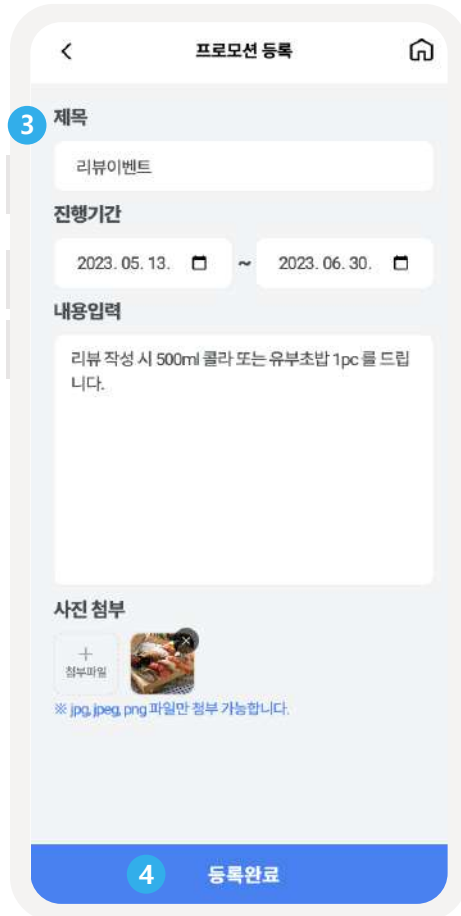 프로모션 등록
3
제목
리뷰이벤트
진행기간
2023. 05. 13. ~ 2023. 06. 30.
내용입력
리뷰 작성 시 500ml 콜라 또는 유부초밥 1pc 를 드립
니다.
사진 첨부
첨부파일
※ jpg, jpeg, png 파일만 첨부 가능합니다.
4 등록완료